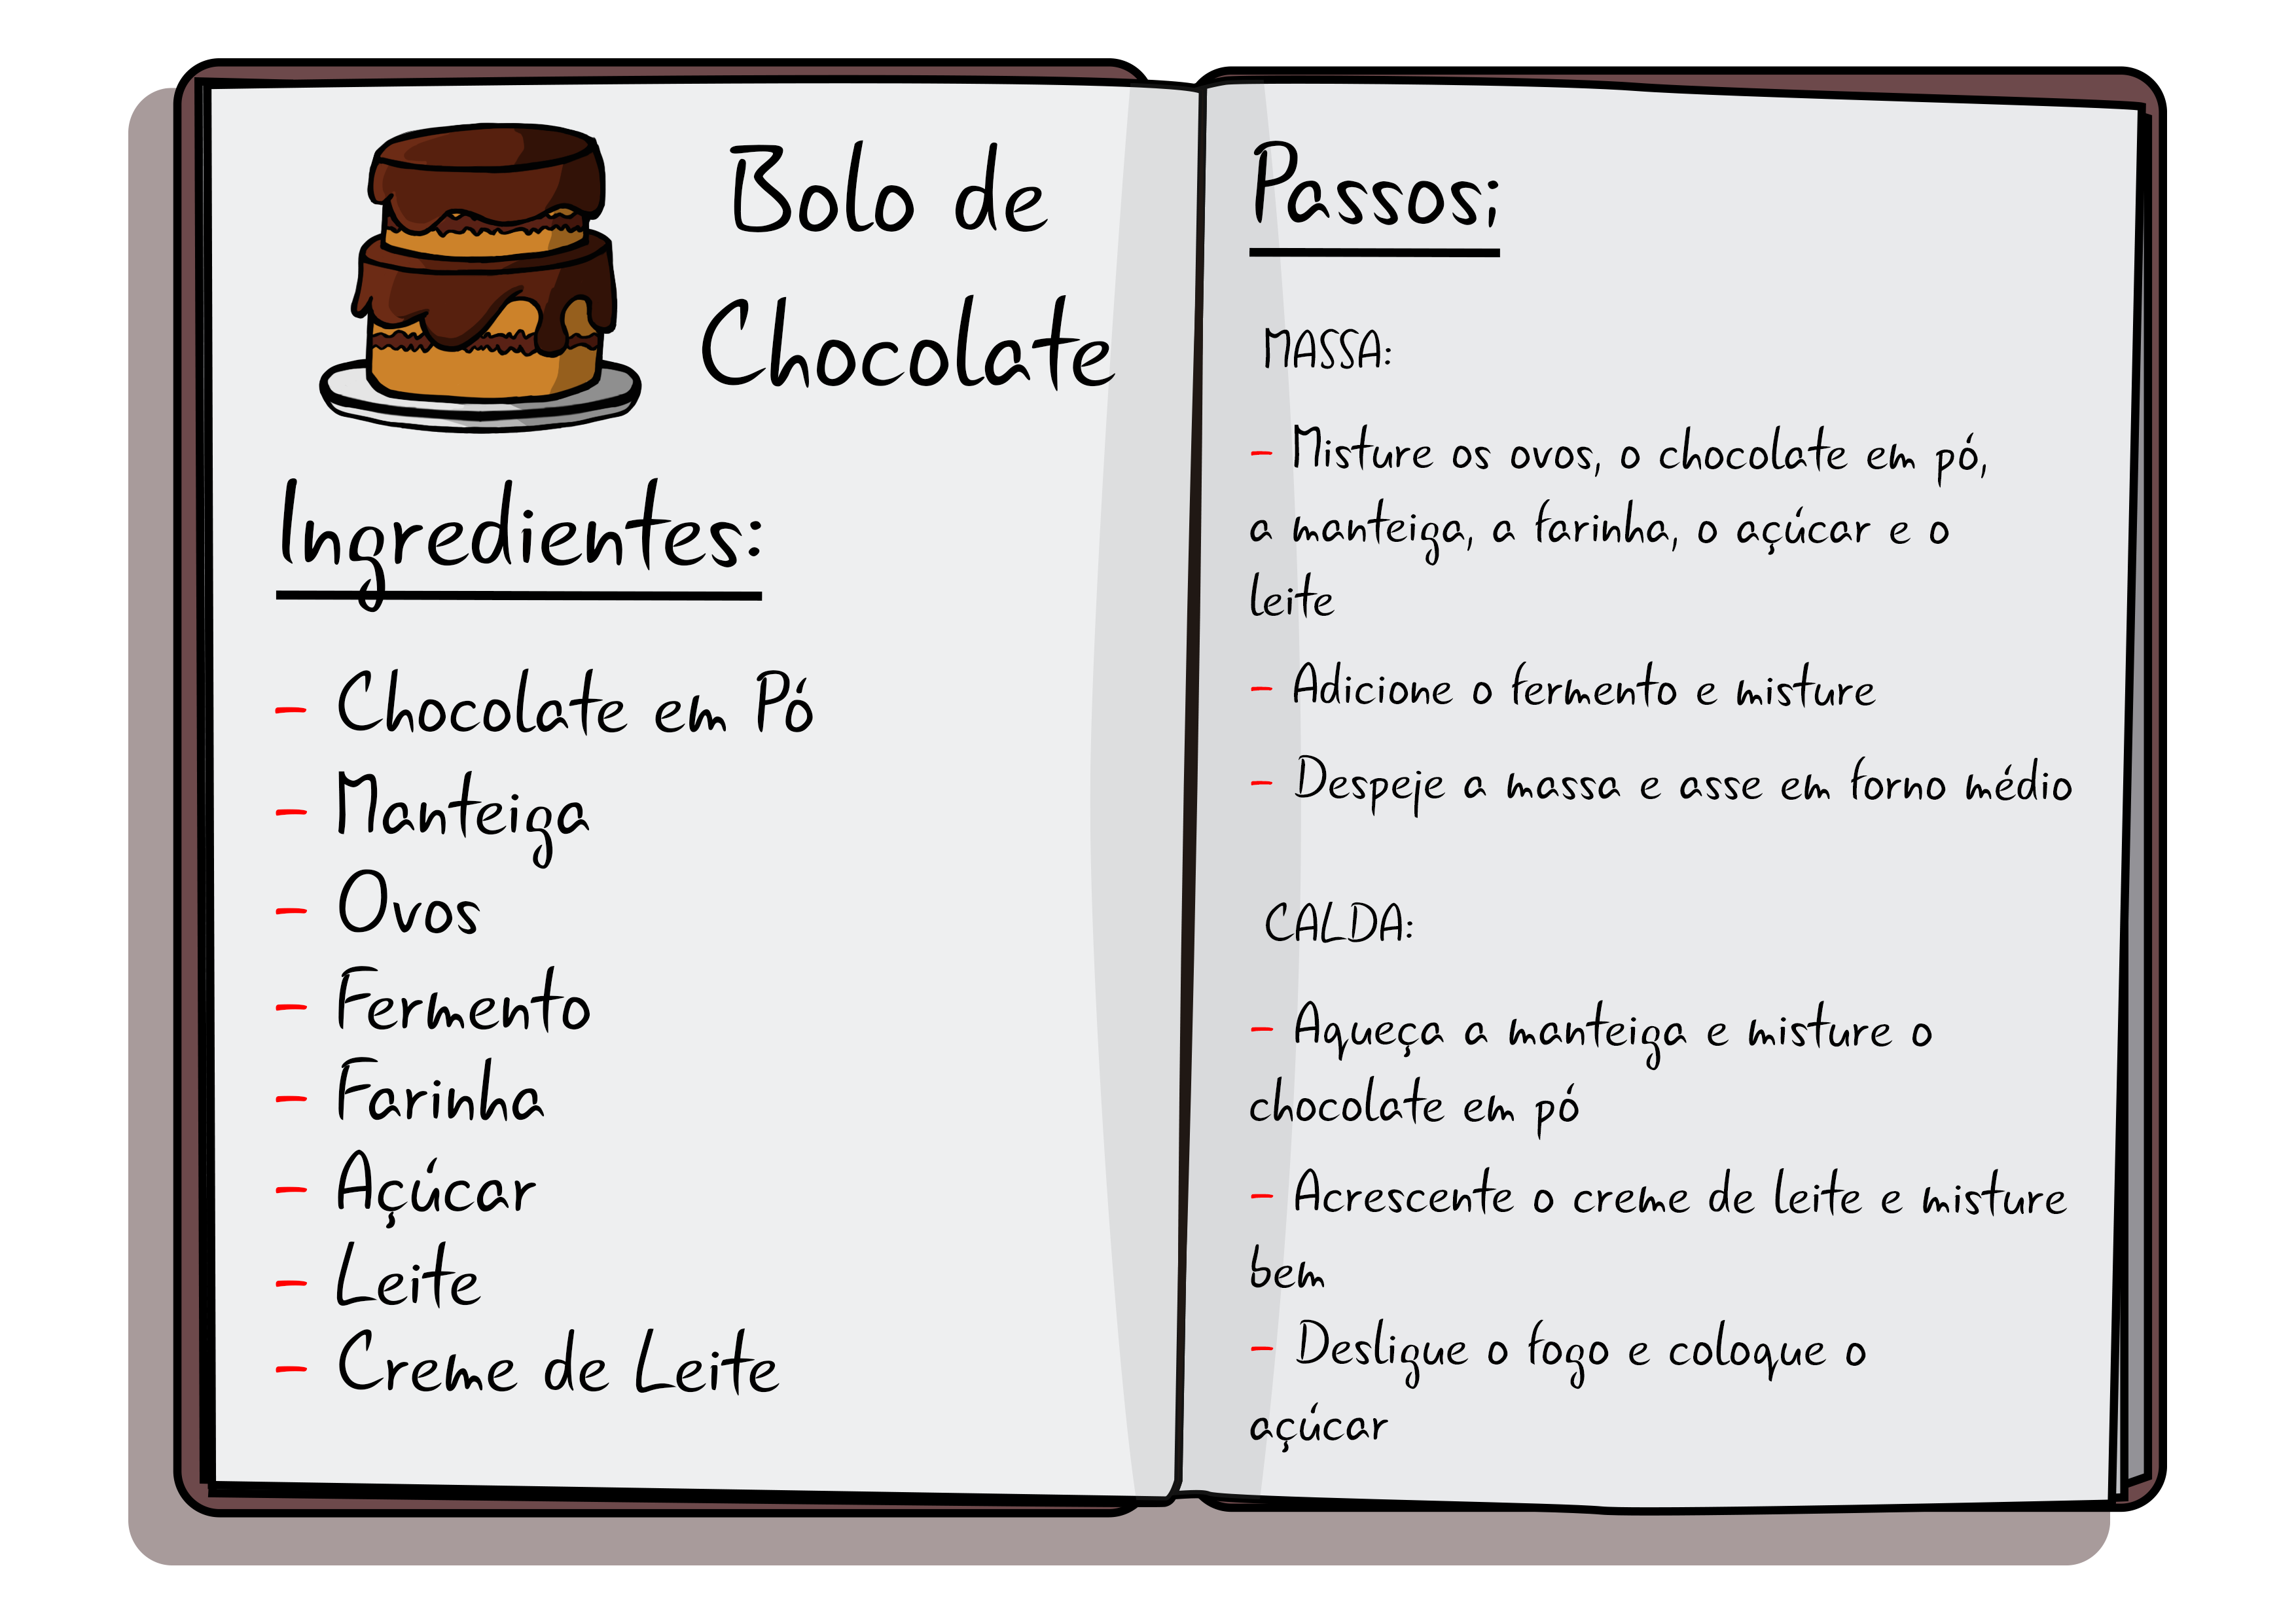 Bolo de
Chocolate
Ingredientes:
- Chocolate em Pó
- Manteiga
- Ovos
- Fermento
- Farinha
- Açúcar
- Leite
- Creme de Leite
Passos:
MASSA:
- Misture os ovos, o chocolate em pó,
a manteiga, a farinha, o açúcar e o
leite
- Adicione o fermento e misture
- Despeje a massa e asse em forno médio
CALDA:
- Aqueça a manteiga e misture o
chocolate em pó
- Acrescente o creme de leite e misture
bem
- Desligue o fogo e coloque o
açúcar